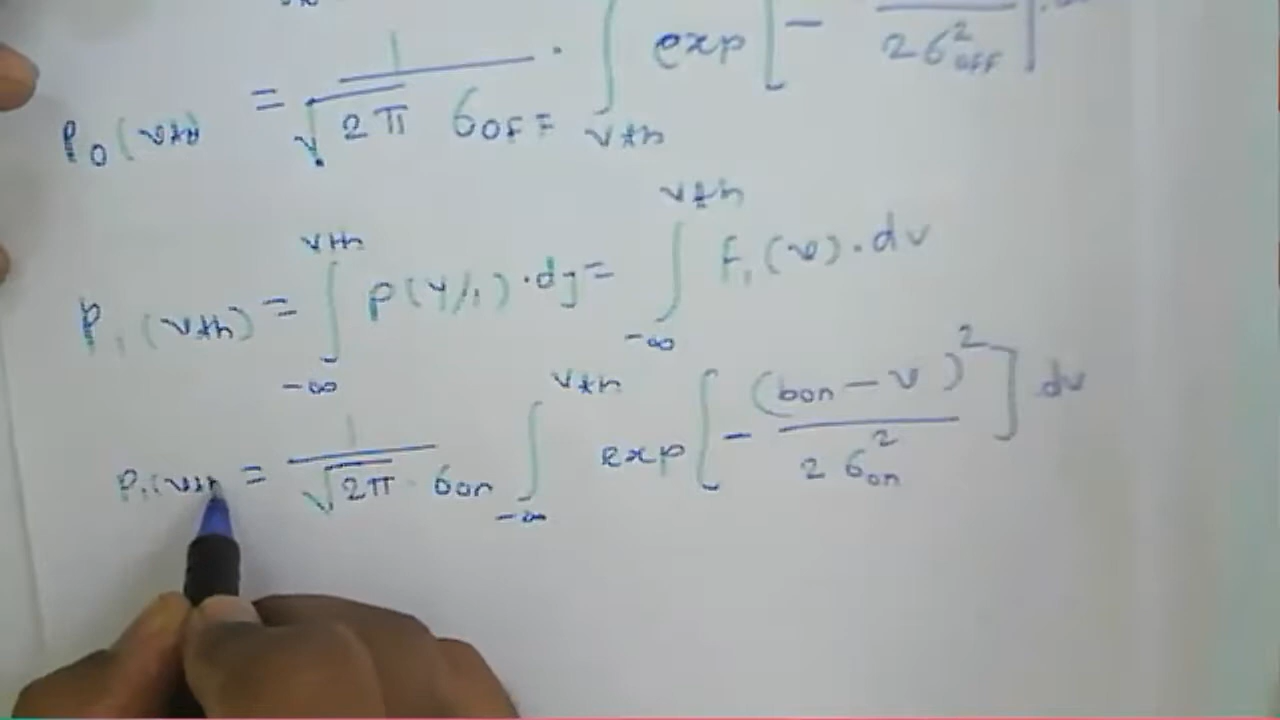 P₀(vth) = 1/(√2π σOFF) · ∫_{vth} exp[ - /(2σ²OFF) ]
P₁(vth) = ∫_{-∞}^{vth} p(y/1)·dy = ∫_{-∞}^{vth} F₁(v).dv
P₁(vth = 1/(√2π · σon) ∫_{-∞}^{vth} exp[ - (bon - v)²/(2σ²on) ] dv